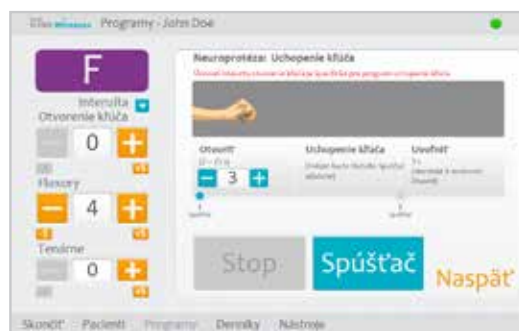 Programy - John Doe
F
Intenzita
Otvorenie kľúča
0
Flexory
4
Tenárne
0
Neuroprotéza: Uchopenie kľúča
Otvoriť
Uchopenie kľúča
Uvoľniť
3
Stop
Spúšťač
Naspäť
Skončiť Pacienti Programy Denníky Nástroje